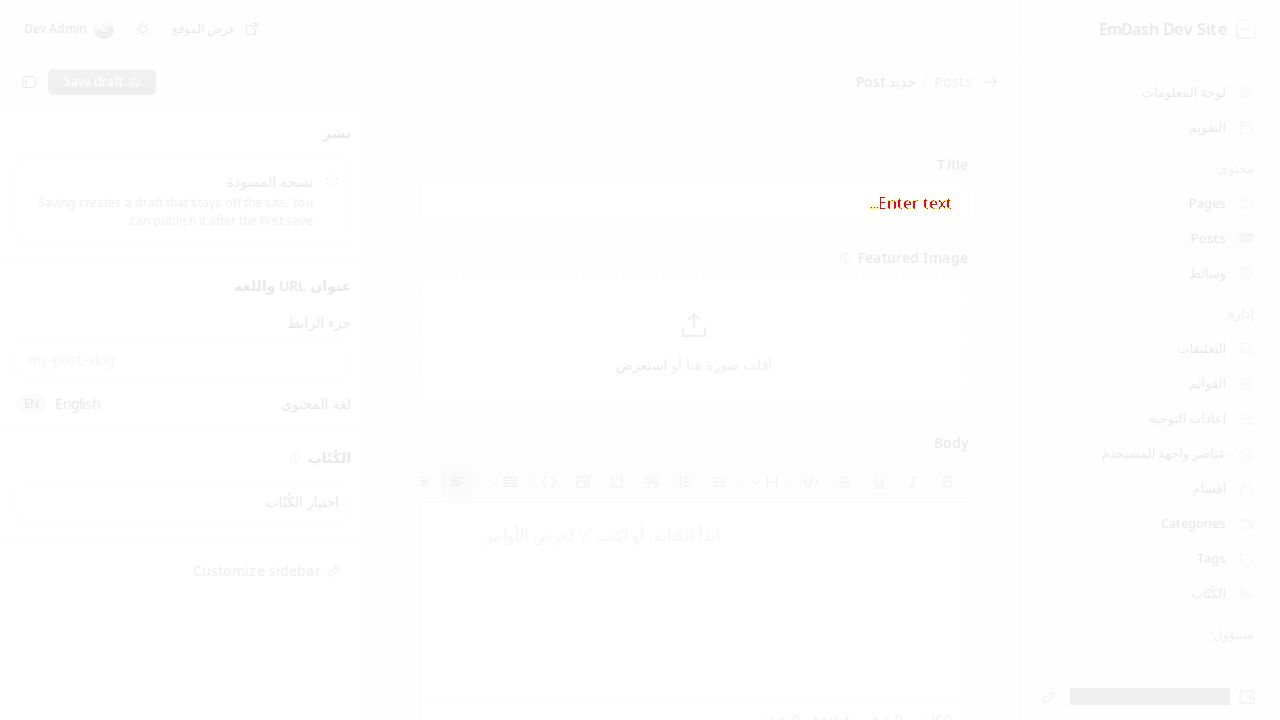 EmDash Dev Site
عرض الموقع
Dev Admin
لوحة المعلومات
التقويم
محتوى
Pages
Posts
وسائط
إدارة
التعليقات
القوائم
إعادات التوجيه
عناصر واجهة المستخدم
أقسام
Categories
Tags
الكُتّاب
مسؤول
Posts / جديد Post
Save draft
Title
Enter text...
Featured Image
أفلت صورة هنا أو استعرض
Body
ابدأ الكتابة، أو اكتب '/' لعرض الأوامر
نشر
نسخة المسودة
Saving creates a draft that stays off the site. You
can publish it after the first save.
عنوان URL واللغة
جزء الرابط
my-post-slug
لغة المحتوى
English
EN
الكُتّاب
اختيار الكُتّاب
Customize sidebar